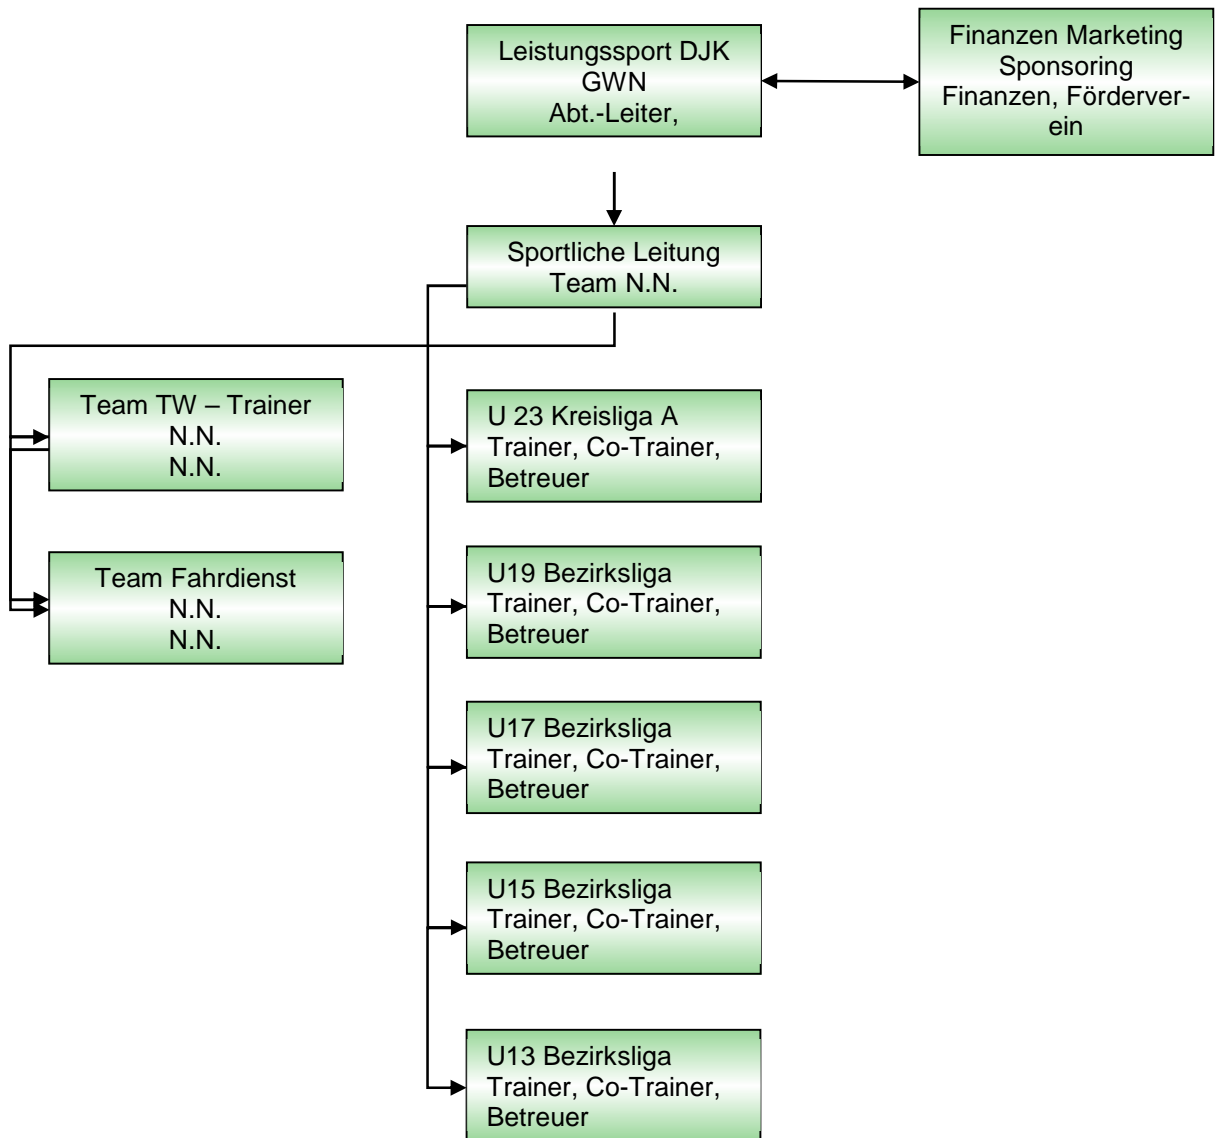 Leistungssport DJK
GWN
Abt.-Leiter,
Finanzen Marketing
Sponsoring
Finanzen, Förderver-
ein
Sportliche Leitung
Team N.N.
Team TW – Trainer
N.N.
N.N.
Team Fahrdienst
N.N.
N.N.
U 23 Kreisliga A
Trainer, Co-Trainer,
Betreuer
U19 Bezirksliga
Trainer, Co-Trainer,
Betreuer
U17 Bezirksliga
Trainer, Co-Trainer,
Betreuer
U15 Bezirksliga
Trainer, Co-Trainer,
Betreuer
U13 Bezirksliga
Trainer, Co-Trainer,
Betreuer